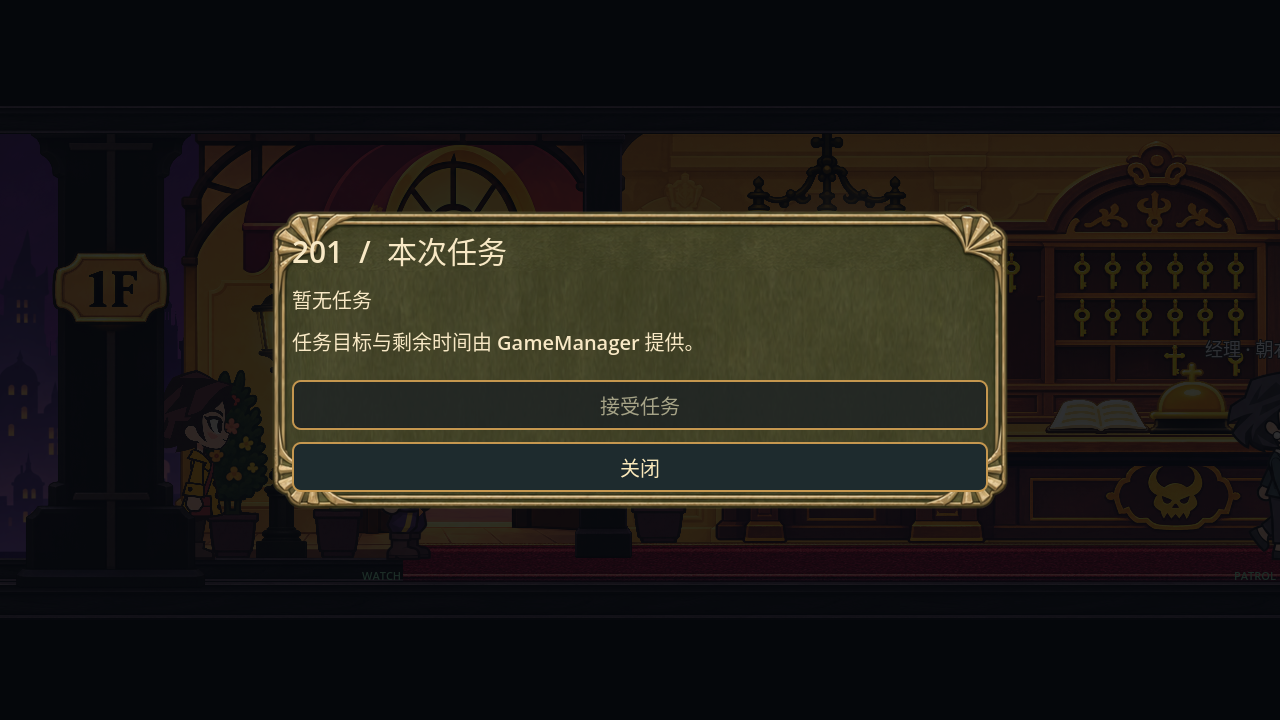 1F
201 / 本次任务
暂无任务
任务目标与剩余时间由 GameManager 提供。
经理·朝
接受任务
关闭
WATCH
PATROL